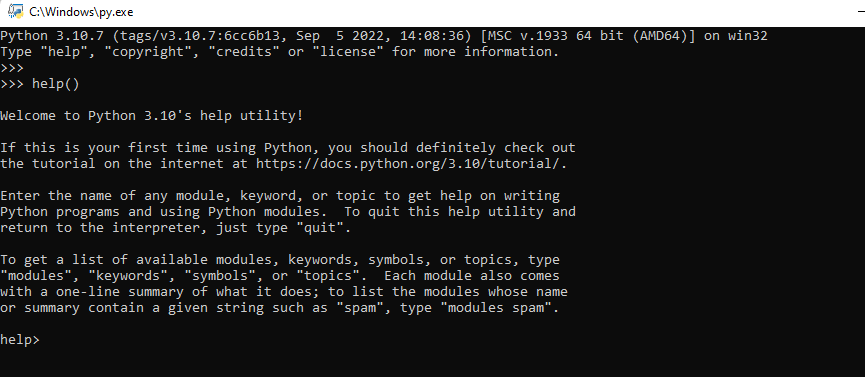 C:\Windows\py.exe
Python 3.10.7 (tags/v3.10.7:6cc6b13, Sep  5 2022, 14:08:36) [MSC v.1933 64 bit (AMD64)] on win32
Type "help", "copyright", "credits" or "license" for more information.
>>>
>>> help()
Welcome to Python 3.10's help utility!
If this is your first time using Python, you should definitely check out
the tutorial on the internet at https://docs.python.org/3.10/tutorial/.
Enter the name of any module, keyword, or topic to get help on writing
Python programs and using Python modules.  To quit this help utility and
return to the interpreter, just type "quit".
To get a list of available modules, keywords, symbols, or topics, type
"modules", "keywords", "symbols", or "topics".  Each module also comes
with a one-line summary of what it does; to list the modules whose name
or summary contain a given string such as "spam", type "modules spam".
help>